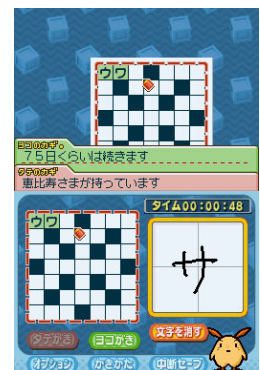 ウワ
ヨコのカギ。
75日くらいは続きます
タテのカギ。
恵比寿さまが持っています
タイム00:00:48
ウワ
サ
タテがき
ヨコがき
文字を消す
オプション
かきかた
中断セーブ